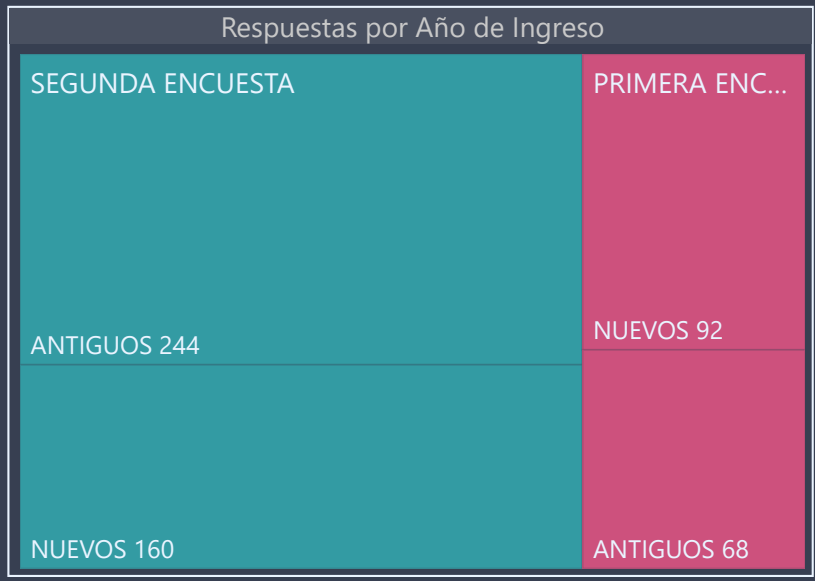 Respuestas por Año de Ingreso
SEGUNDA ENCUESTA
ANTIGUOS 244
NUEVOS 160
PRIMERA ENC...
NUEVOS 92
ANTIGUOS 68